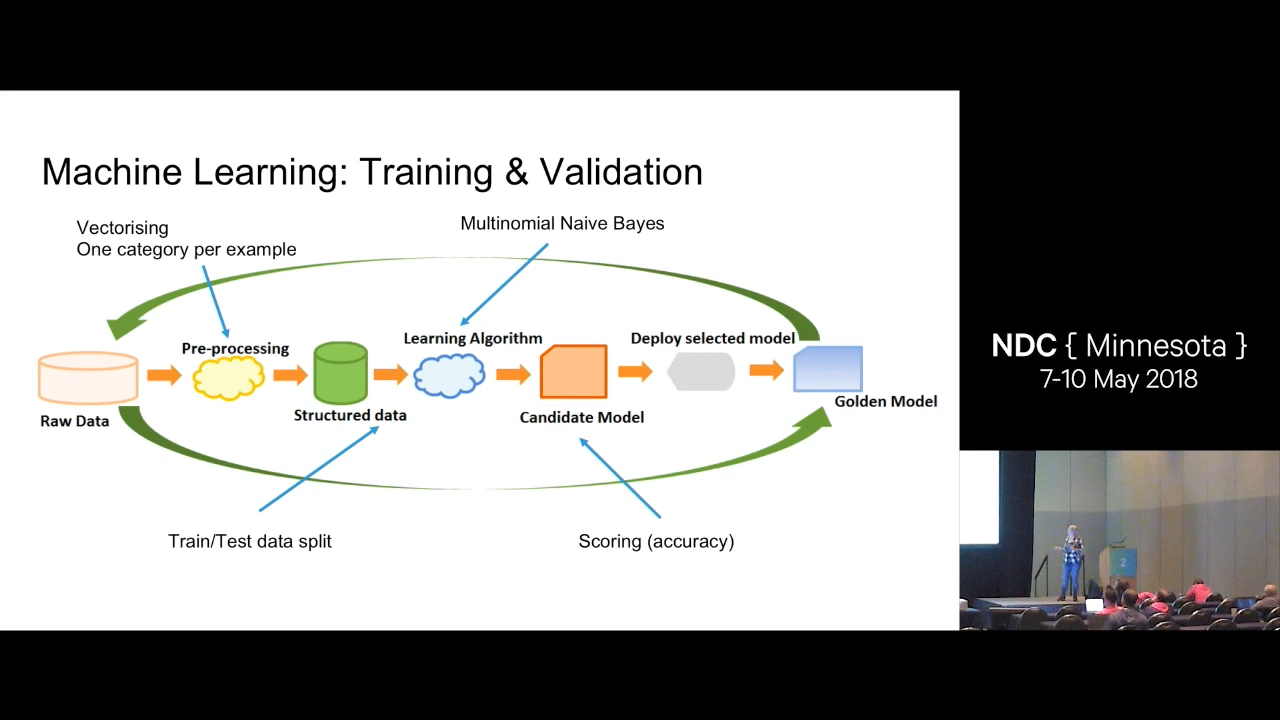 Machine Learning: Training & Validation
Vectorising
One category per example
Multinomial Naive Bayes
Pre-processing
Learning Algorithm
Deploy selected model
Raw Data
Structured data
Candidate Model
Golden Model
Train/Test data split
Scoring (accuracy)
NDC { Minnesota }
7-10 May 2018
2